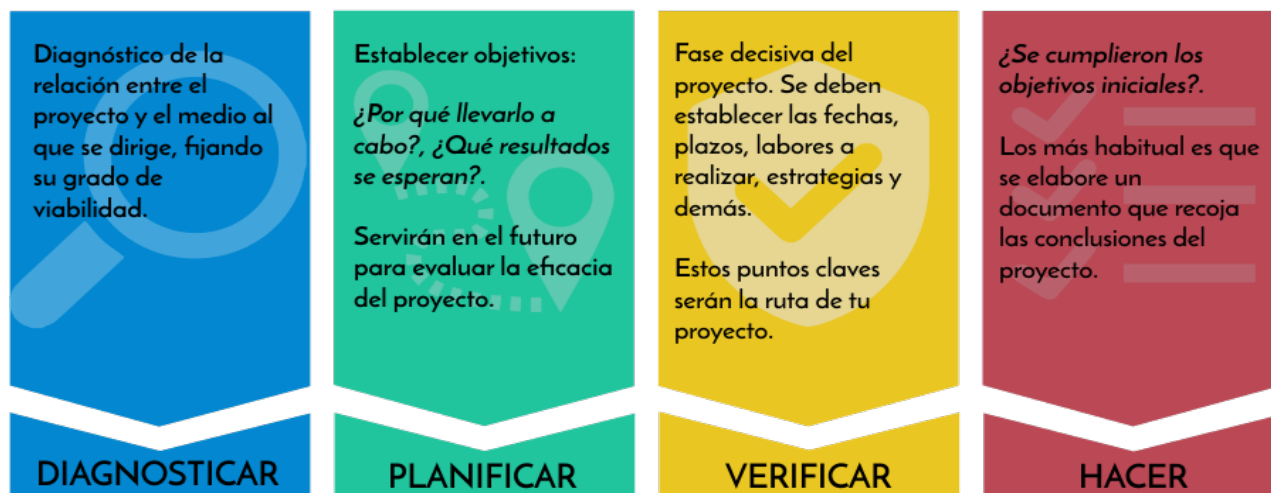 Diagnóstico de la
relación entre el
proyecto y el medio al
que se dirige, fijando
su grado de
viabilidad.
DIAGNOSTICAR
Establecer objetivos:
¿Por qué llevarlo a
cabo?, ¿Qué resultados
se esperan?.
Servirán en el futuro
para evaluar la eficacia
del proyecto.
PLANIFICAR
Fase decisiva del
proyecto. Se deben
establecer las fechas,
plazos, labores a
realizar, estrategias y
demás.
Estos puntos claves
serán la ruta de tu
proyecto.
VERIFICAR
¿Se cumplieron los
objetivos iniciales?.
Los más habitual es que
se elabore un
documento que recoja
las conclusiones del
proyecto.
HACER